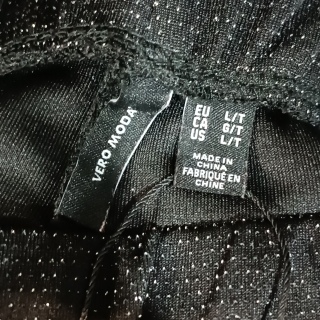 VERO MODA
EU L/T
CA G/T
US L/T
MADE IN
CHINA
FABRIQUÉ EN
CHINE